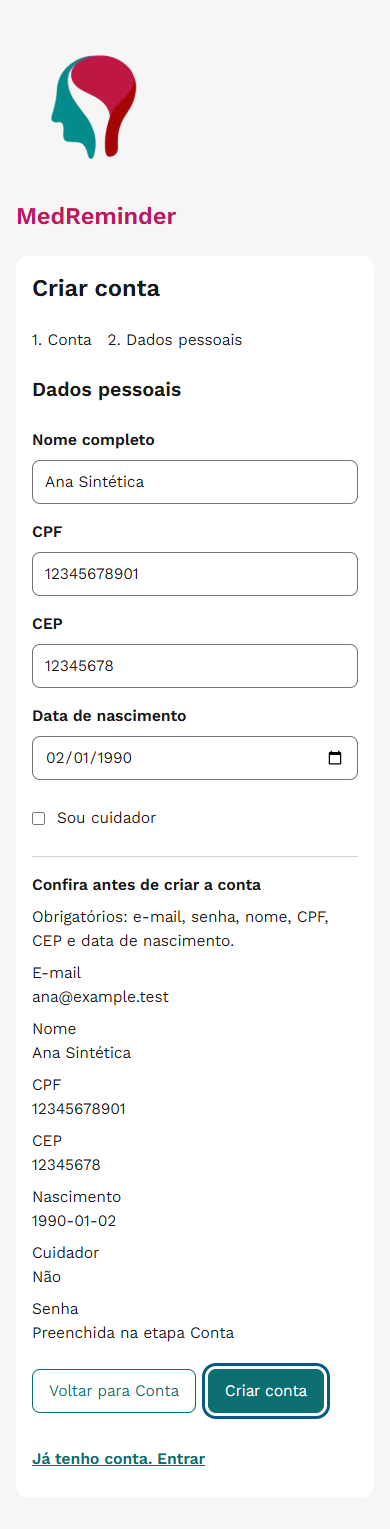 MedReminder
Criar conta
1. Conta 2. Dados pessoais
Dados pessoais
Nome completo
Ana Sintética
CPF
12345678901
CEP
12345678
Data de nascimento
02/01/1990
Sou cuidador
Confira antes de criar a conta
Obrigatórios: e-mail, senha, nome, CPF,
CEP e data de nascimento.
E-mail
ana@example.test
Nome
Ana Sintética
CPF
12345678901
CEP
12345678
Nascimento
1990-01-02
Cuidador
Não
Senha
Preenchida na etapa Conta
Voltar para Conta Criar conta
Já tenho conta. Entrar